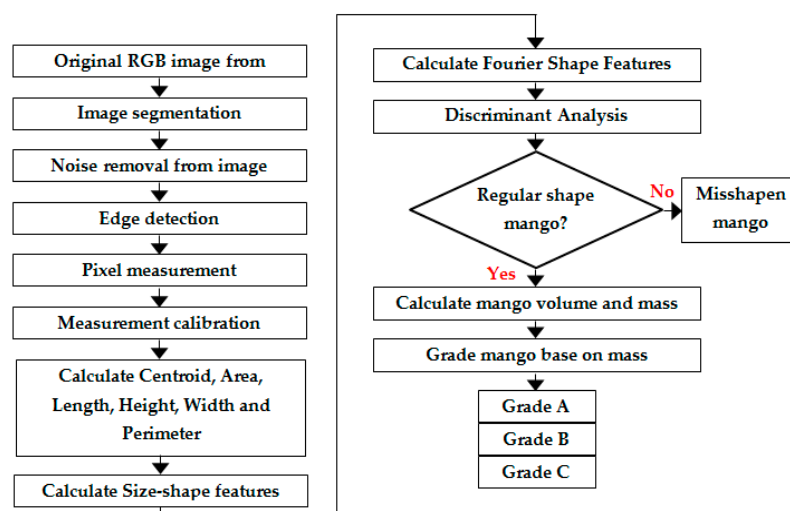 Original RGB image from
Image segmentation
Noise removal from image
Edge detection
Pixel measurement
Measurement calibration
Calculate Centroid, Area,
Length, Height, Width and
Perimeter
Calculate Size-shape features
Calculate Fourier Shape Features
Discriminant Analysis
Regular shape
mango?
No
Misshapen
mango
Yes
Calculate mango volume and mass
Grade mango base on mass
Grade A
Grade B
Grade C